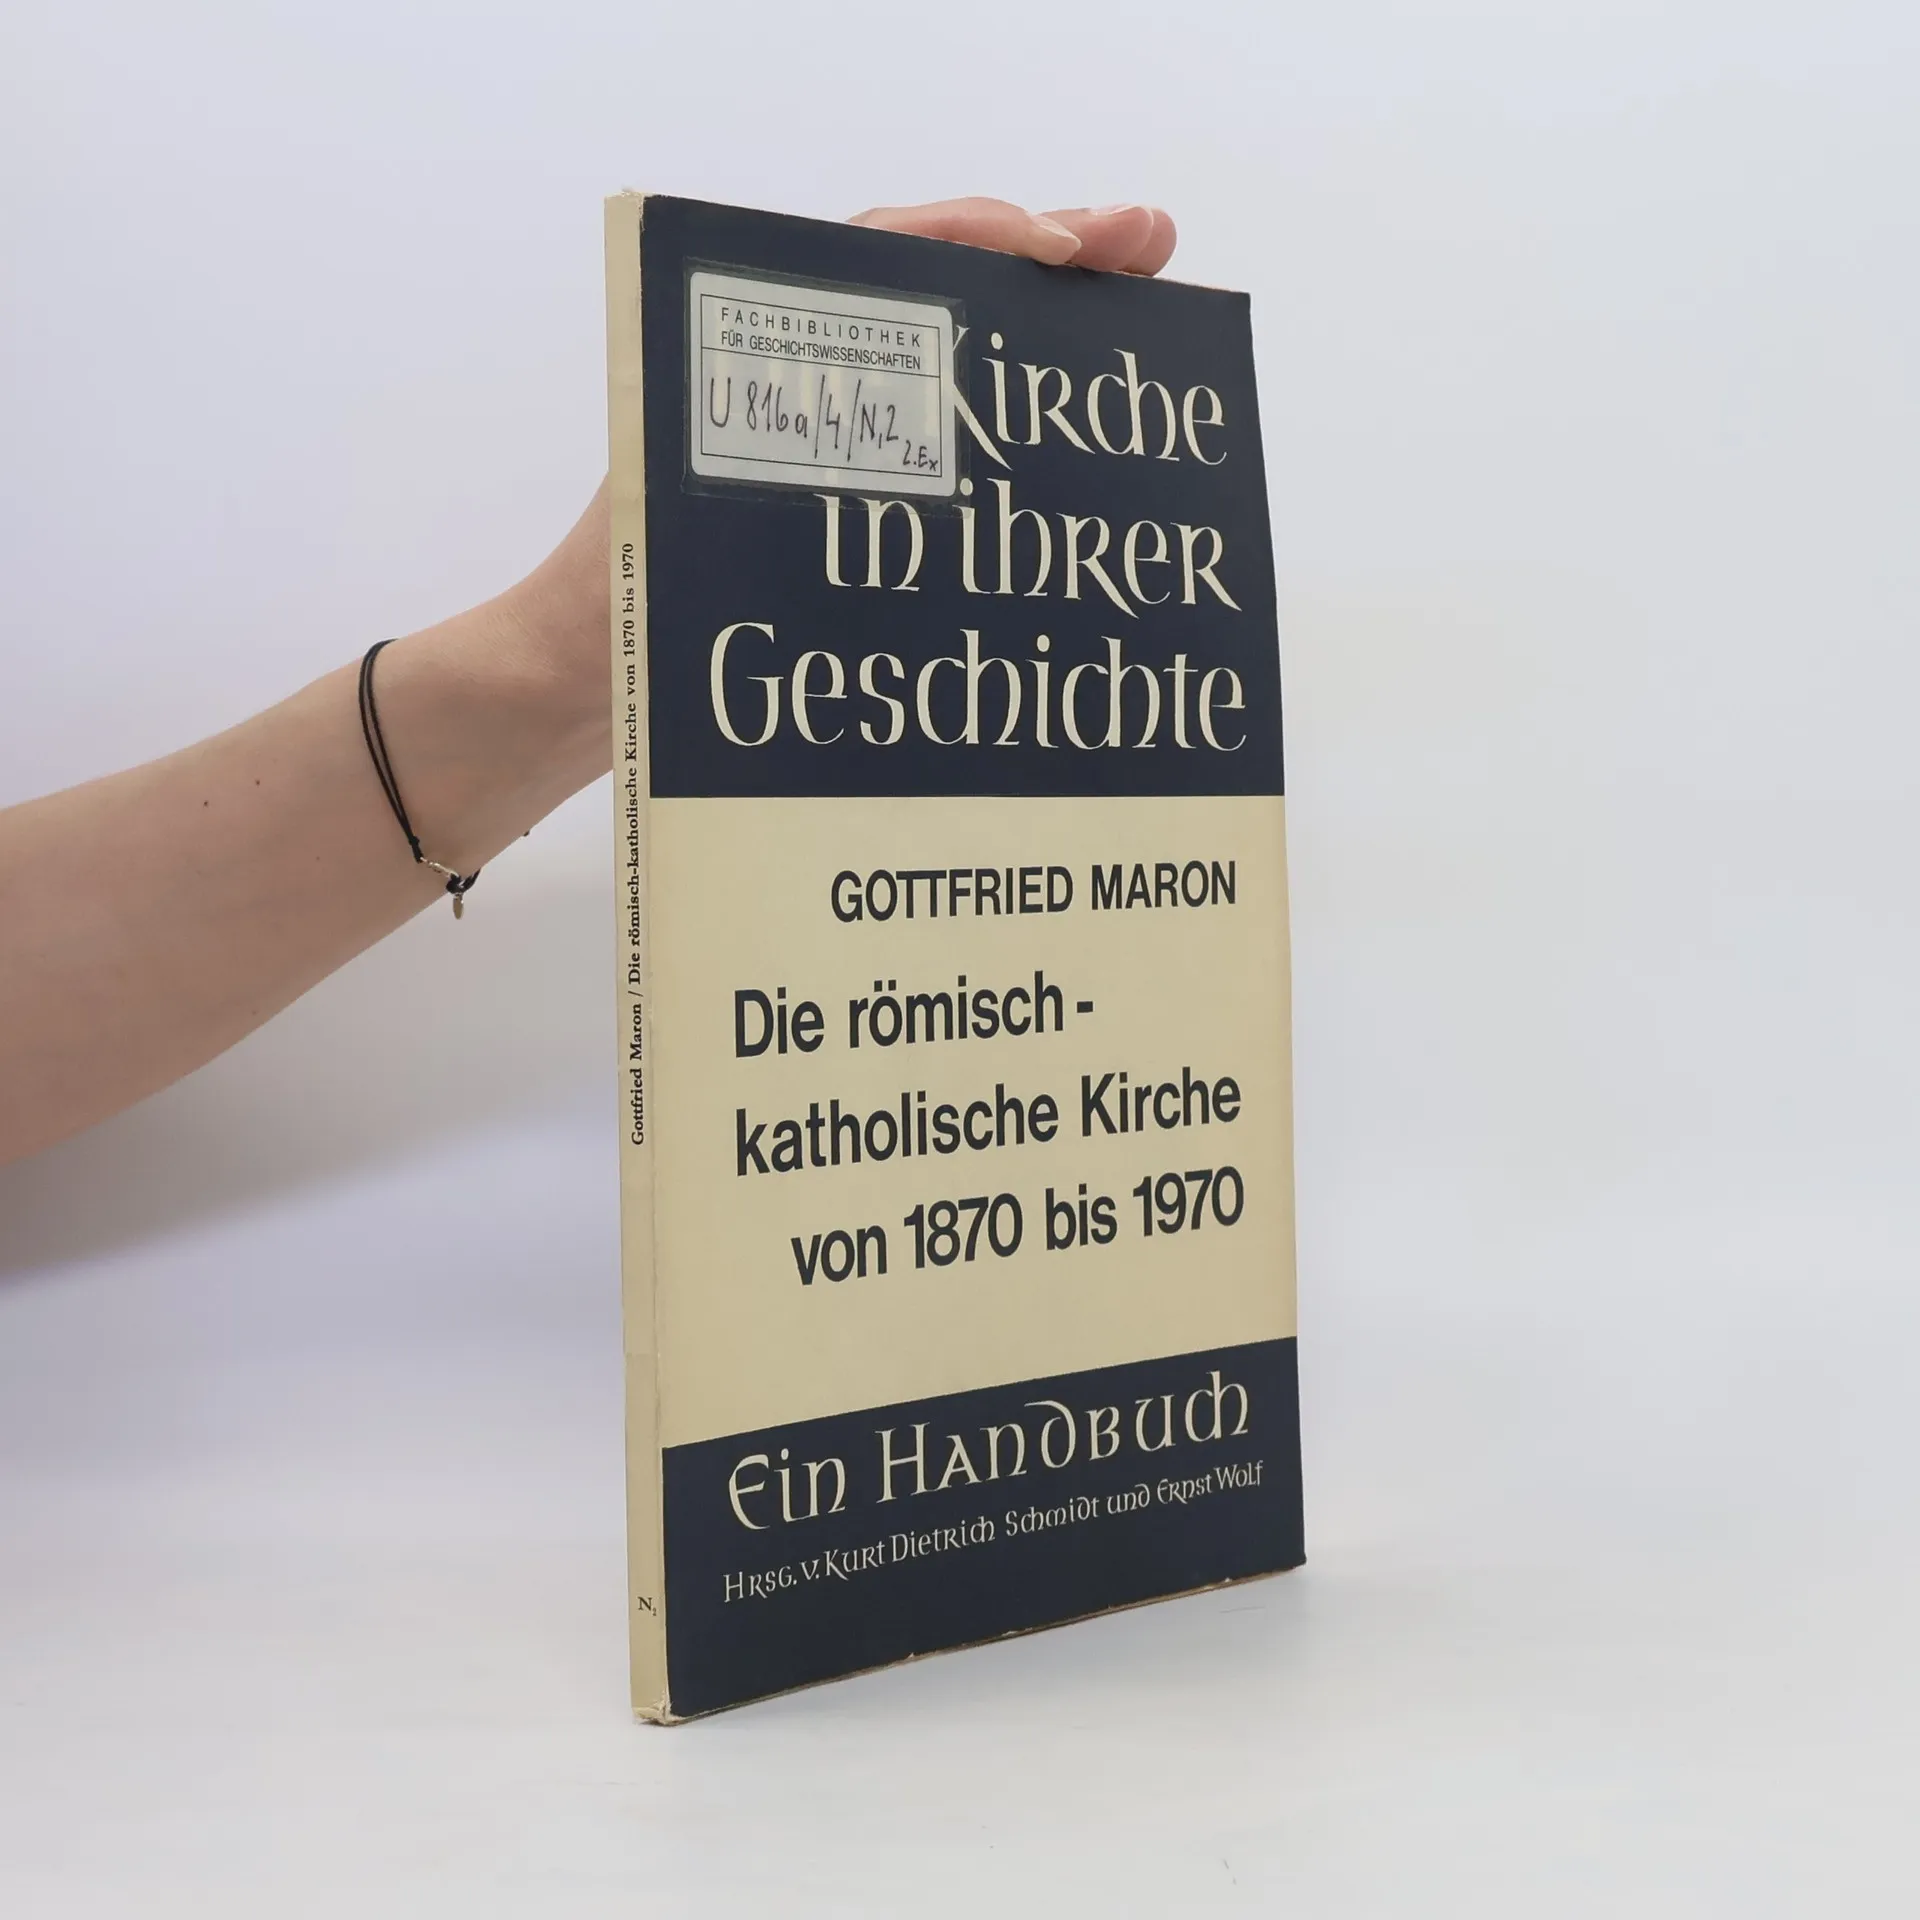 FACHBIBLIOTHEK
FÜR GESCHICHTSWISSENSCHAFTEN
U 816a/4/N,2
2.Ex
Kirche
in ihrer
Geschichte
GOTTFRIED MARON
Die römisch-
katholische Kirche
von 1870 bis 1970
Ein Handbuch
Hrsg. v. Kurt Dietrich Schmidt und Ernst Wolf
Gottfried Maron / Die römisch-katholische Kirche von 1870 bis 1970
N2